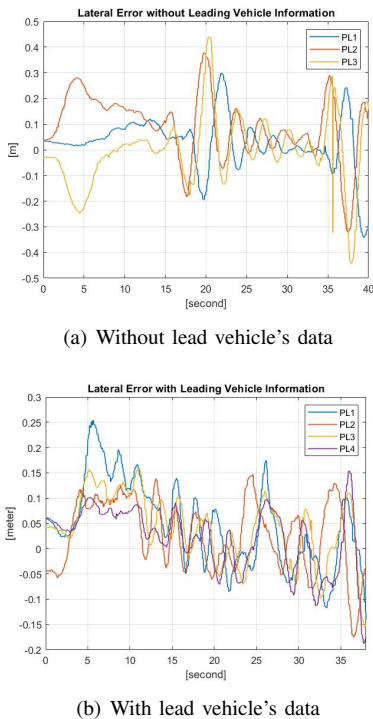 Lateral Error without Leading Vehicle Information
PL1
PL2
PL3
0.5
0.4
0.3
0.2
0.1
0
-0.1
-0.2
-0.3
-0.4
-0.5
[m]
0 5 10 15 20 25 30 35 40
[second]
(a) Without lead vehicle's data
Lateral Error with Leading Vehicle Information
PL1
PL2
PL3
PL4
0.3
0.25
0.2
0.15
0.1
0.05
0
-0.05
-0.1
-0.15
-0.2
[meter]
0 5 10 15 20 25 30 35
[second]
(b) With lead vehicle's data